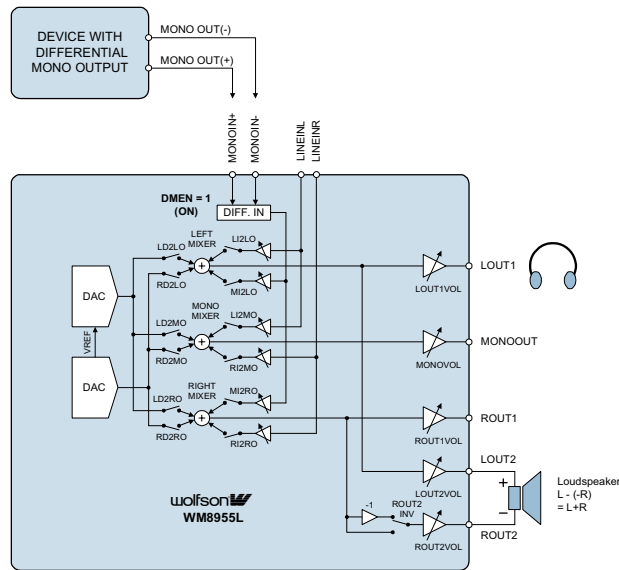 DEVICE WITH
DIFFERENTIAL
MONO OUTPUT
MONO OUT(-)
MONO OUT(+)
MONOIN+
MONOIN-
LINEINL
LINEINR
DMEN = 1
(ON)
DIFF. IN
LEFT
MIXER
LD2LO
LI2LO
RD2LO
MI2LO
LOUT1VOL
LOUT1
DAC
VREF
DAC
MONO
MIXER
LD2MO
LI2MO
RD2MO
RI2MO
MONOVOL
MONOOUT
RIGHT
MIXER
LD2RO
MI2RO
RD2RO
RI2RO
ROUT1VOL
ROUT1
LOUT2
LOUT2VOL
+
−
Loudspeaker
L - (-R)
= L+R
-1
ROUT2
INV
ROUT2VOL
ROUT2
wolfson
WM8955L